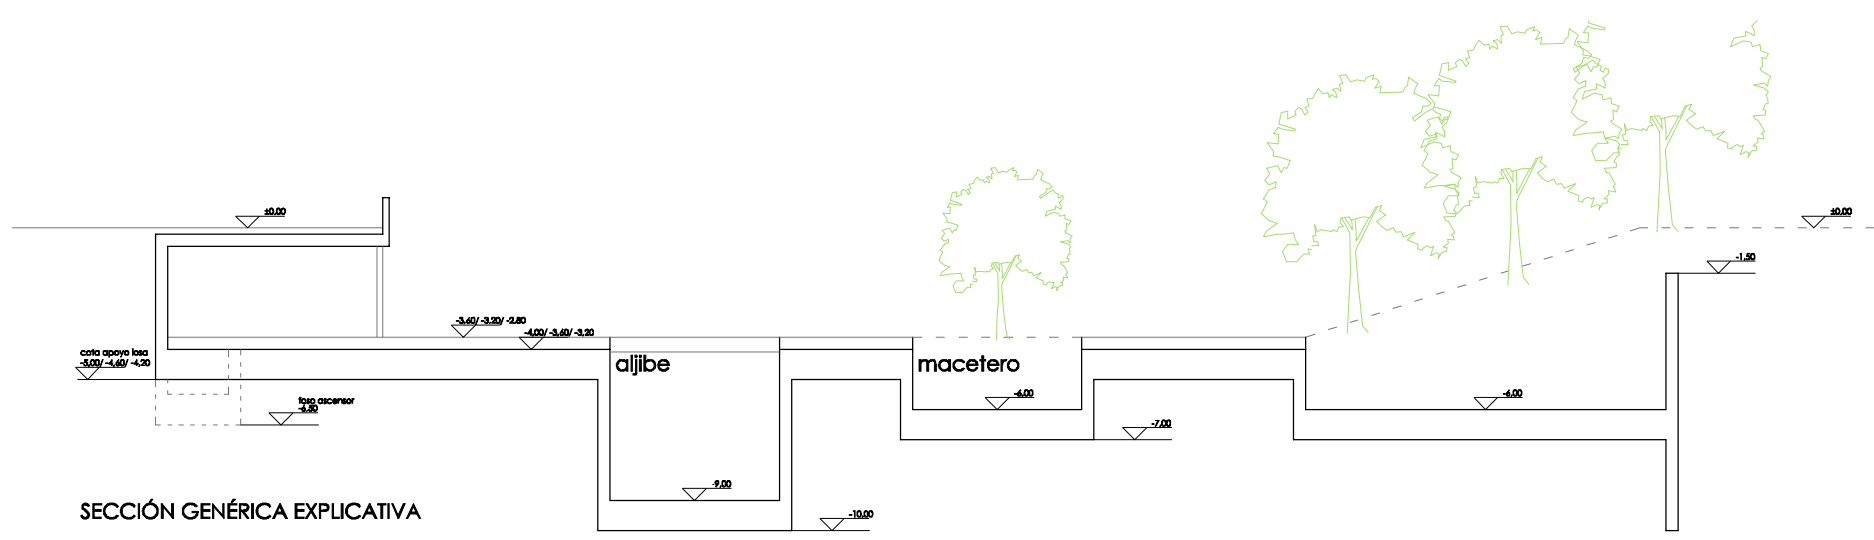 ±0.00
±0.00
-1.50
-3.60/ -3.20/ -2.80
-4,00/ -3,60/ -3,20
cota apoyo losa
-5,00/ -4,60/ -4,20
aljibe
macetero
fosa ascensor
-6.50
-6.00
-6.00
-7.00
-9.00
-10.00
SECCIÓN GENÉRICA EXPLICATIVA